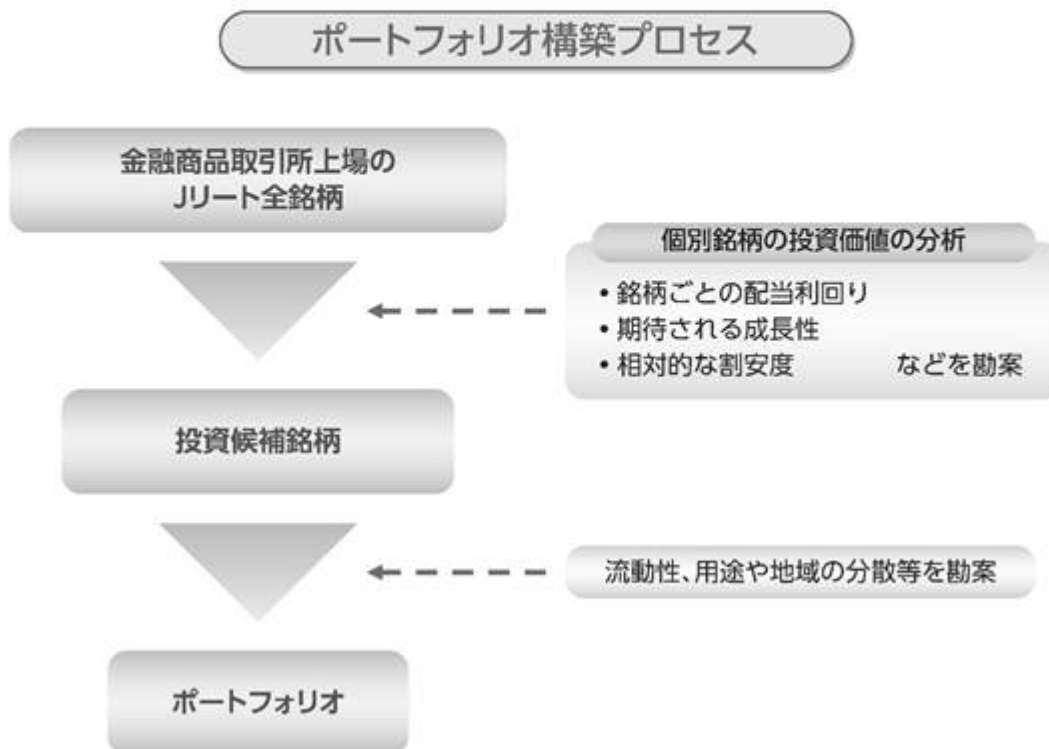 ポートフォリオ構築プロセス
金融商品取引所上場の
Jリート全銘柄
個別銘柄の投資価値の分析
• 銘柄ごとの配当利回り
• 期待される成長性
• 相対的な割安度 などを勘案
投資候補銘柄
流動性、用途や地域の分散等を勘案
ポートフォリオ